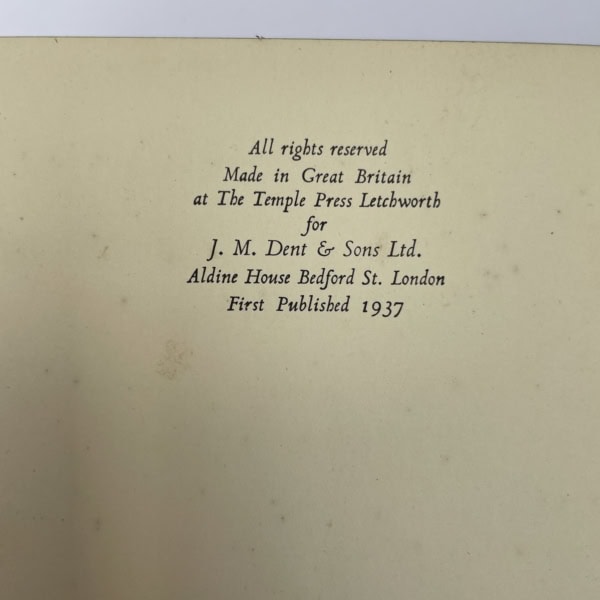 All rights reserved
Made in Great Britain
at The Temple Press Letchworth
for
J. M. Dent & Sons Ltd.
Aldine House Bedford St. London
First Published 1937